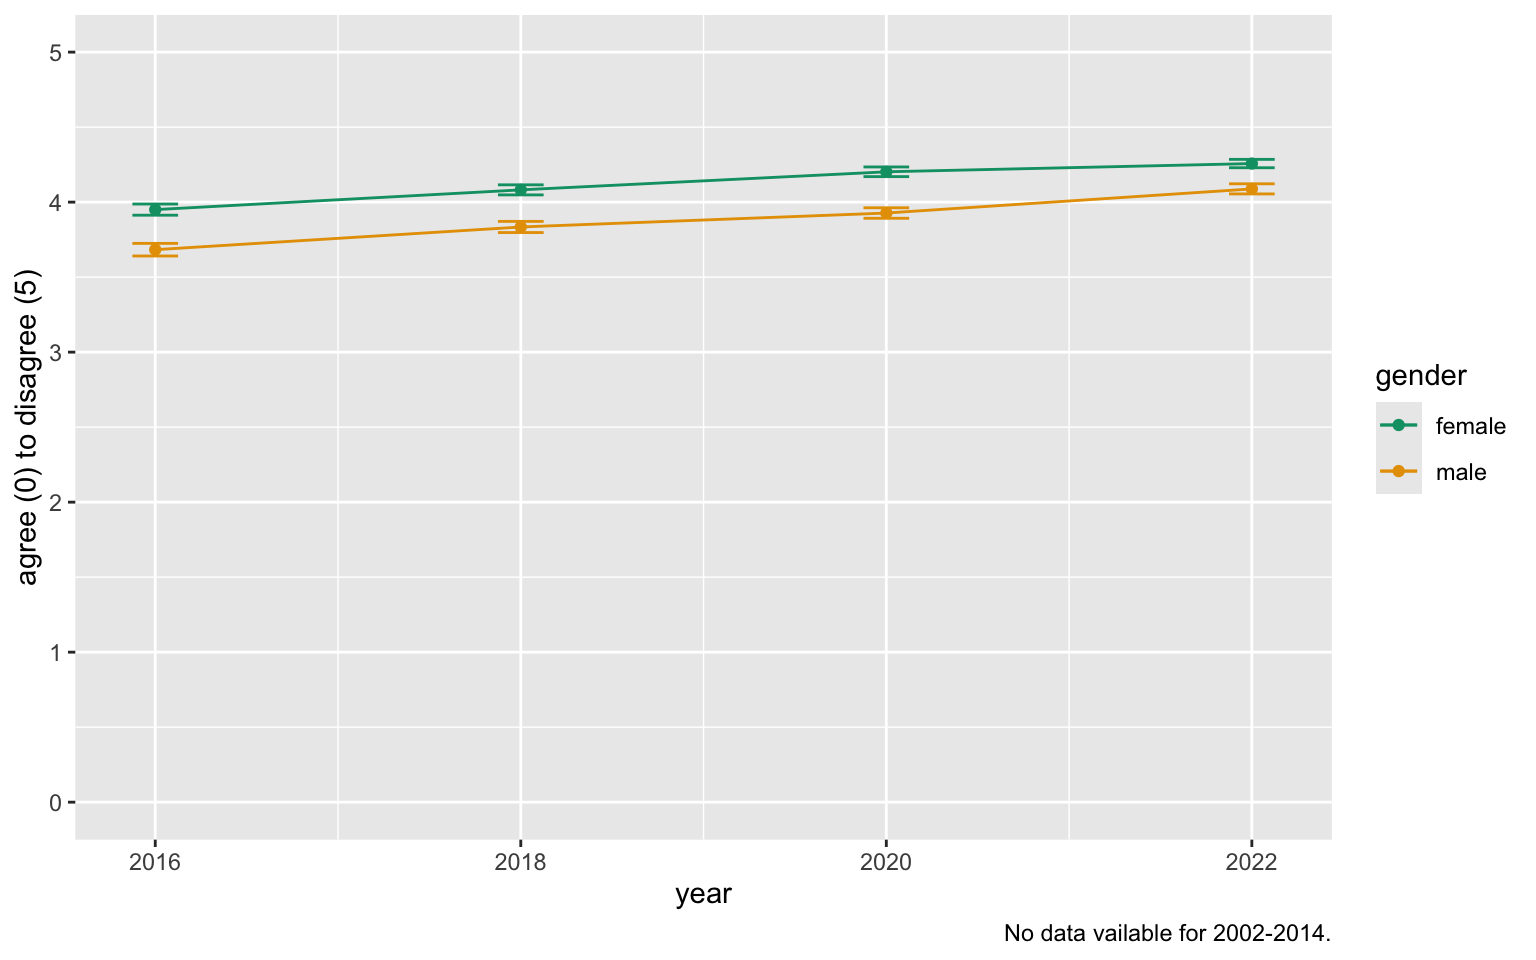 agree (0) to disagree (5)
5
4
3
2
1
0
2016 2018 2020 2022
year
gender
female
male
No data vailable for 2002-2014.